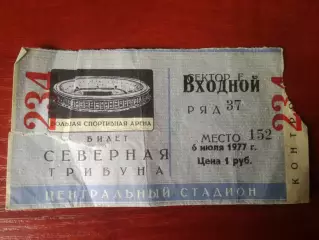 234
БОЛЬШАЯ СПОРТИВНАЯ АРЕНА
БИЛЕТ
СЕВЕРНАЯ
ТРИБУНА
СЕКТОР
Входной
РЯД 37
МЕСТО 152
6 июля 1977 г.
Цена 1 руб.
ЦЕНТРАЛЬНЫЙ СТАДИОН
234